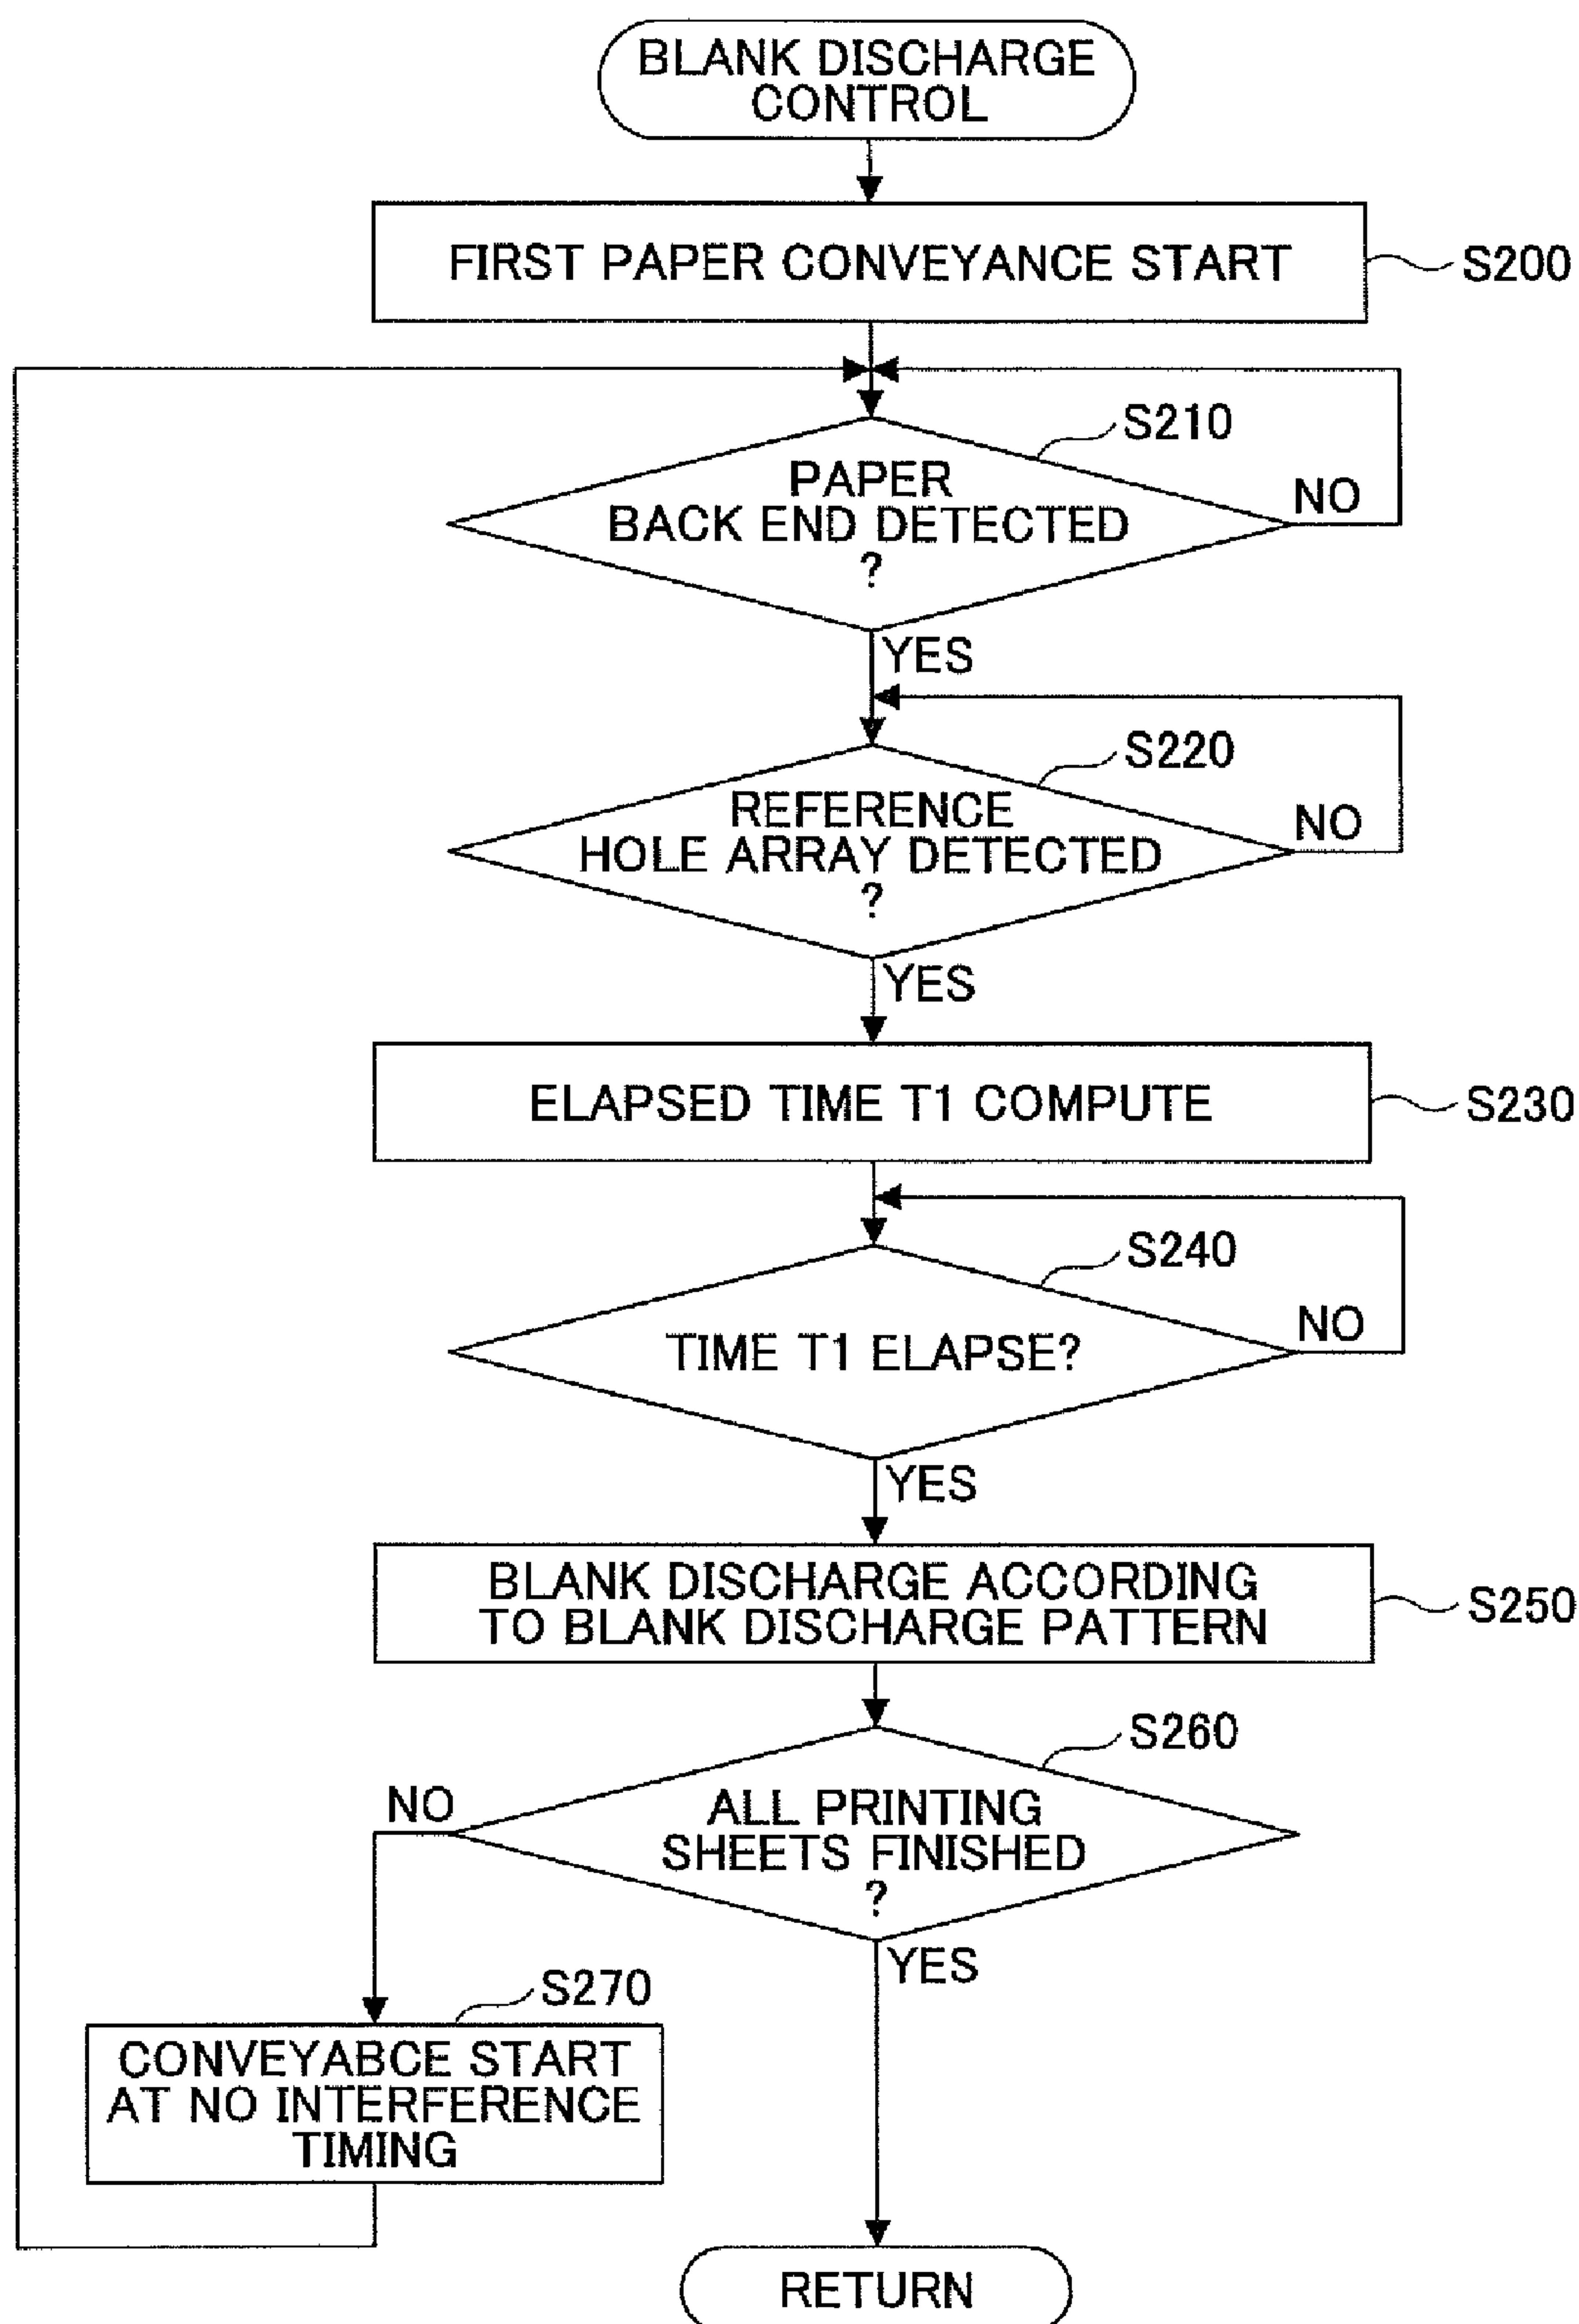 BLANK DISCHARGE
CONTROL
FIRST PAPER CONVEYANCE START
S200
S210
PAPER
BACK END DETECTED
?
NO
YES
S220
REFERENCE
HOLE ARRAY DETECTED
?
NO
YES
ELAPSED TIME T1 COMPUTE
S230
S240
TIME T1 ELAPSE?
NO
YES
BLANK DISCHARGE ACCORDING
TO BLANK DISCHARGE PATTERN
S250
S260
NO
ALL PRINTING
SHEETS FINISHED
?
YES
S270
CONVEYABCE START
AT NO INTERFERENCE
TIMING
RETURN